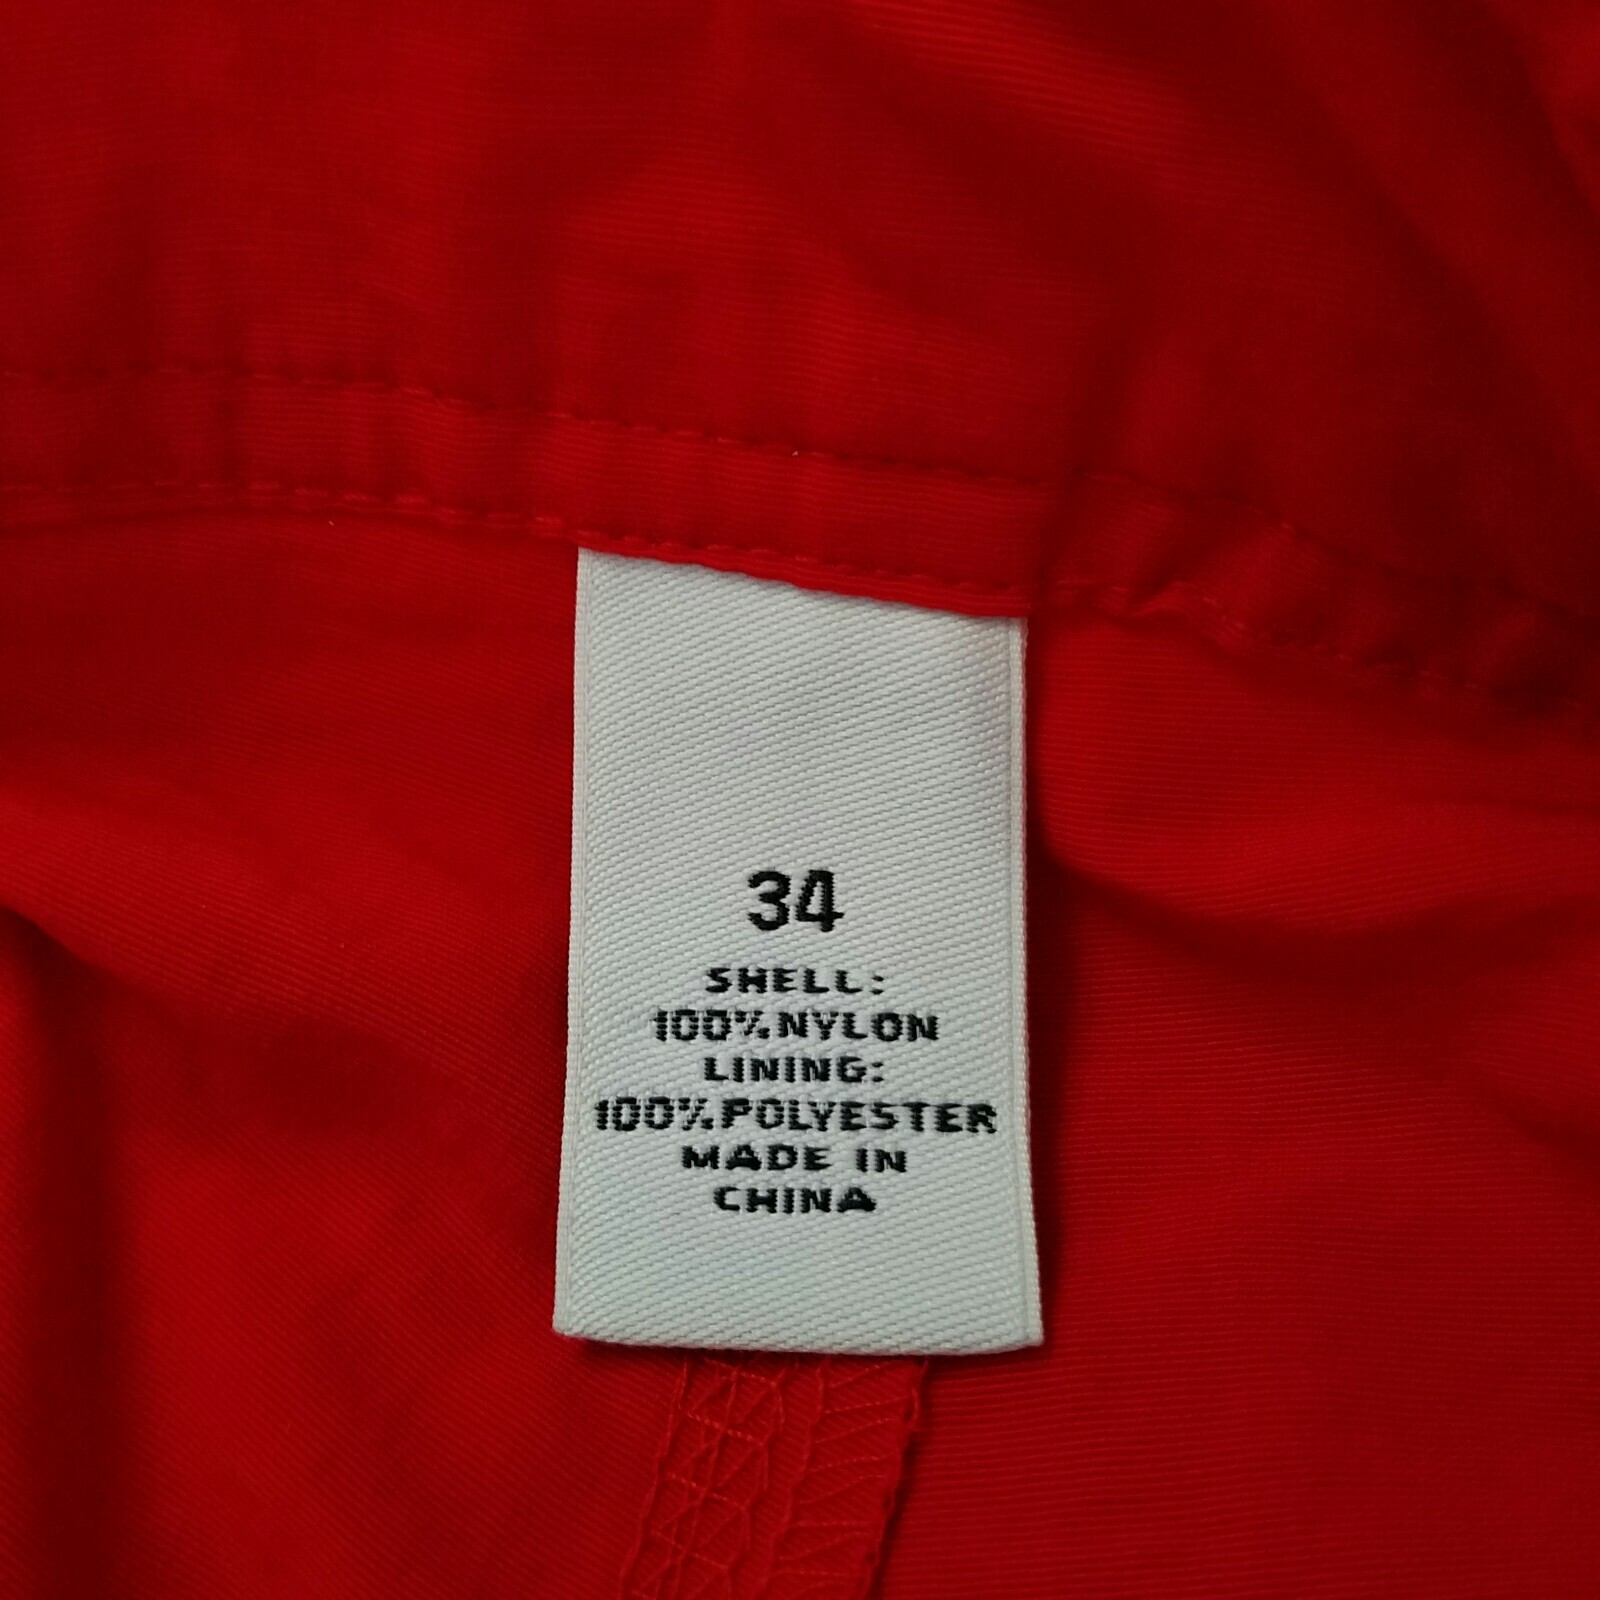 34
SHELL:
100%NYLON
LINING:
100%POLYESTER
MADE IN
CHINA